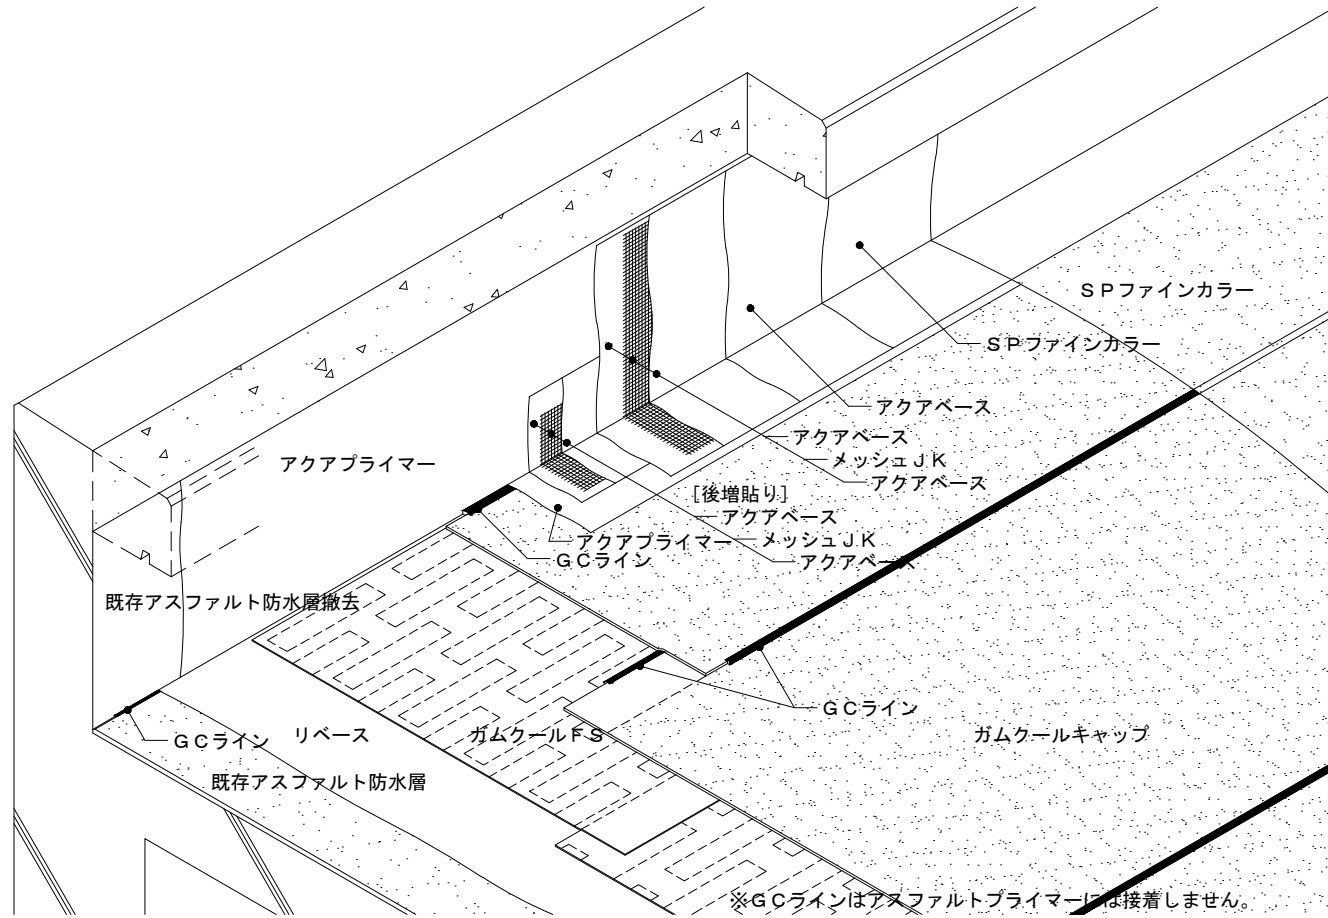 ＳＰファインカラー
ＳＰファインカラー
アクアベース
アクアベース
メッシュＪＫ
アクアベース
アクアプライマー
［後増貼り］
アクアベース
メッシュＪＫ
アクアベース
アクアプライマー
ＧＣライン
既存アスファルト防水層撤去
ＧＣライン
ＧＣライン
リベース
ガムクールＦＳ
ガムクールキャップ
既存アスファルト防水層
※ＧＣラインはアスファルトプライマーには接着しません。